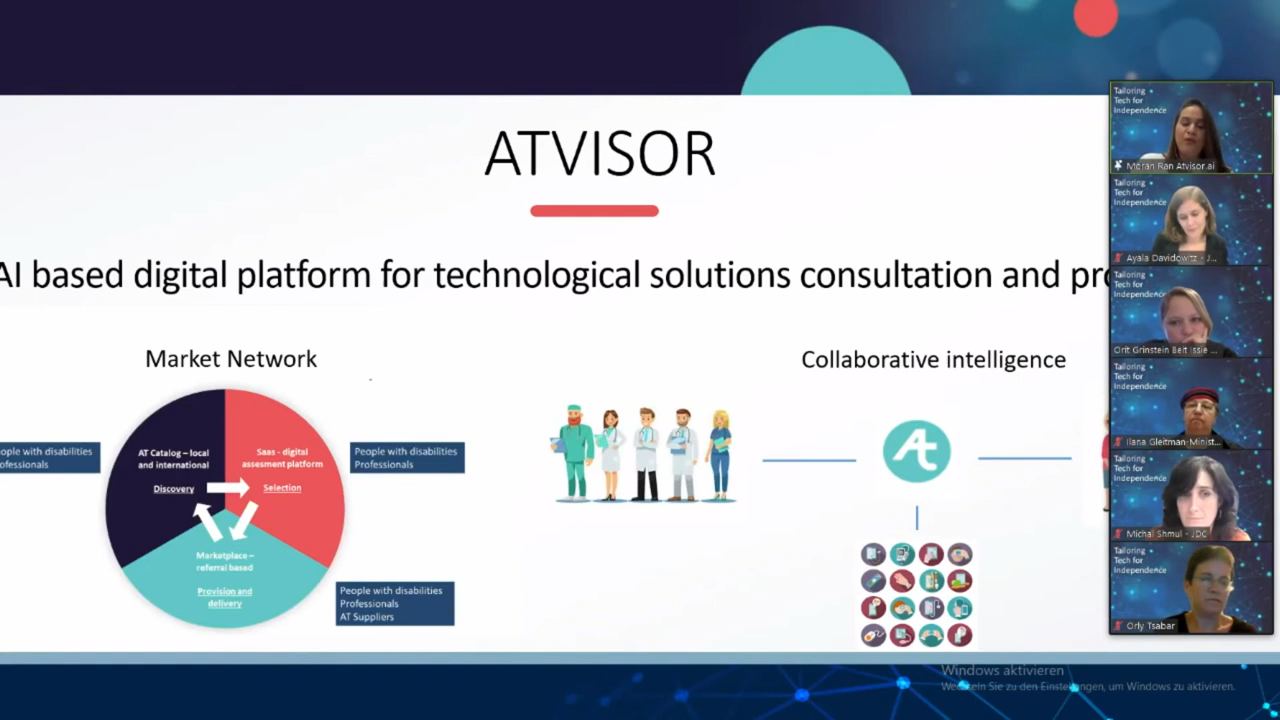 ATVISOR
AI based digital platform for technological solutions consultation and pro
Market Network
Collaborative intelligence
ople with disabilities
ofessionals
AT Catalog – local
and international
Discovery
Saas - digital
assesment platform
Selection
People with disabilities
Professionals
Marketplace –
referral based
Provision and
delivery
People with disabilities
Professionals
AT Suppliers
At
Tailoring
Tech for
Independence
Moran Ran Atvisor.ai
Tailoring
Tech for
Independence
Ayala Davidowitz - J...
Tailoring
Tech for
Independence
Orit Grinstein Beit Issie ...
Tailoring
Tech for
Independence
Ilana Gleitman-Minist...
Tailoring
Tech for
Independence
Michal Shmul - JDC
Tailoring
Tech for
Independence
Orly Tsabar
Windows aktivieren
Wechseln Sie zu den Einstellungen, um Windows zu aktivieren.